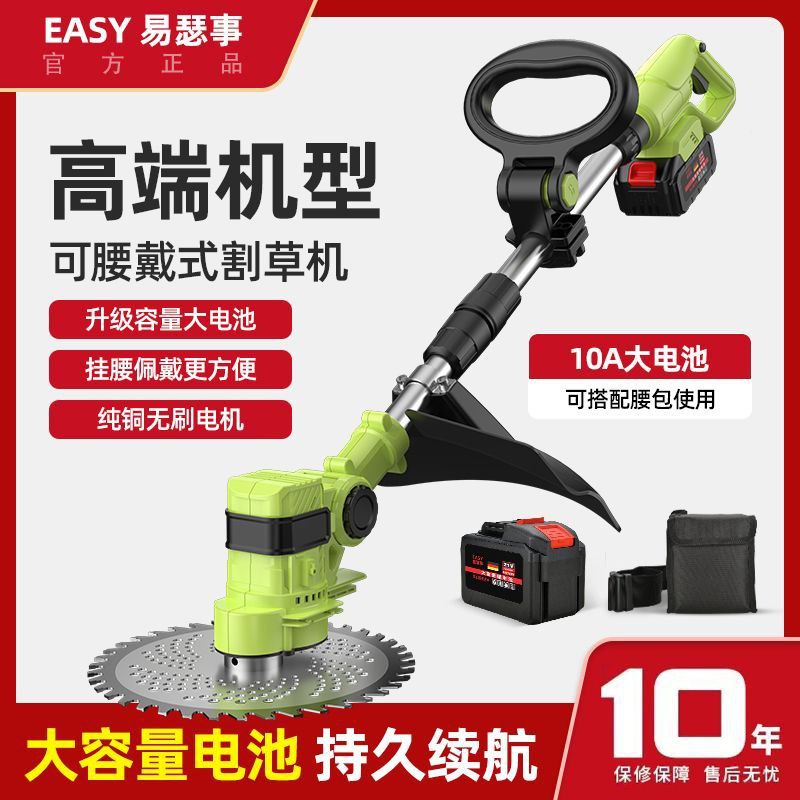 EASY 易瑟事
官方正品
高端机型
可腰戴式割草机
升级容量大电池
挂腰佩戴更方便
纯铜无刷电机
10A大电池
可搭配腰包使用
EASY
21V
大容量电池 持久续航
10年
保修保障 售后无忧